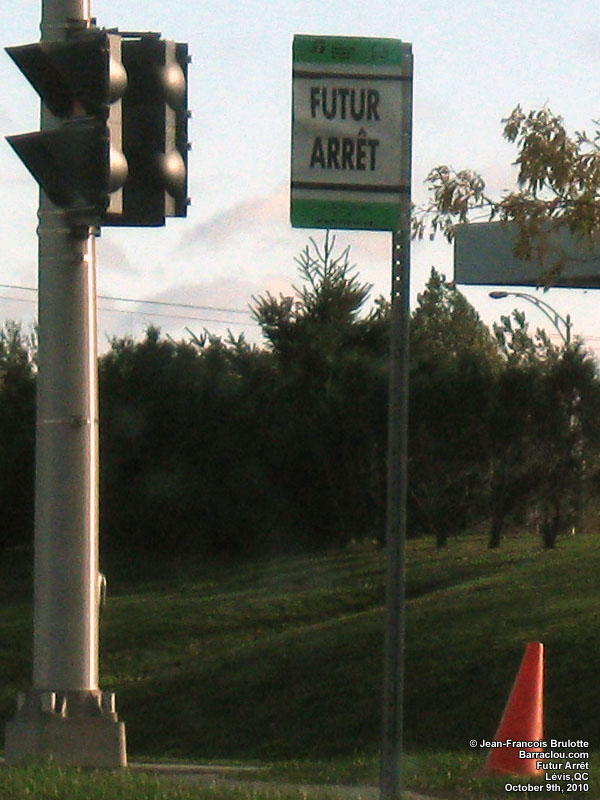 FUTUR
ARRÊT
© Jean-Francois Brulotte
Barraclou.com
Futur Arrêt
Lévis,QC
October 9th, 2010